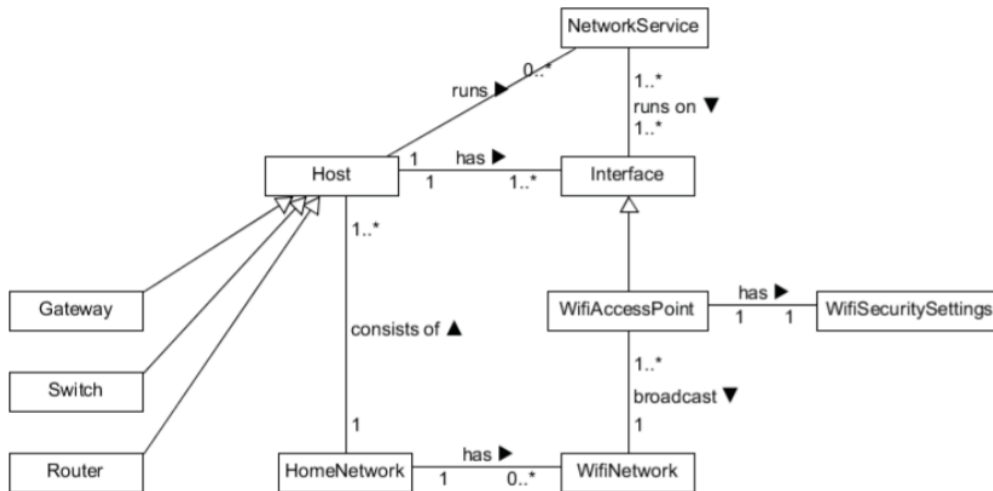 NetworkService
0..*
runs ▶
1..*
runs on ▼
1..*
Host
1
has ▶
1
1..*
Interface
1..*
Gateway
WifiAccessPoint
has ▶
1
1
WifiSecuritySettings
consists of ▲
1..*
Switch
broadcast ▼
1
1
Router
HomeNetwork
has ▶
1
0..*
WifiNetwork